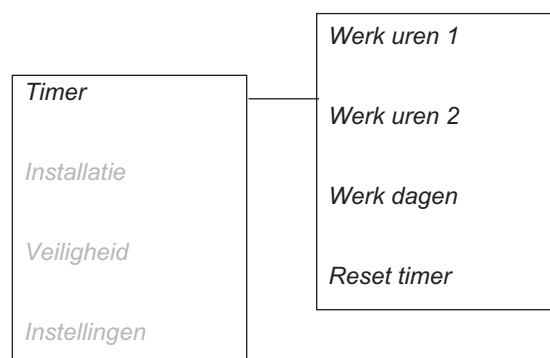 Timer
Installatie
Veiligheid
Instellingen
Werk uren 1
Werk uren 2
Werk dagen
Reset timer